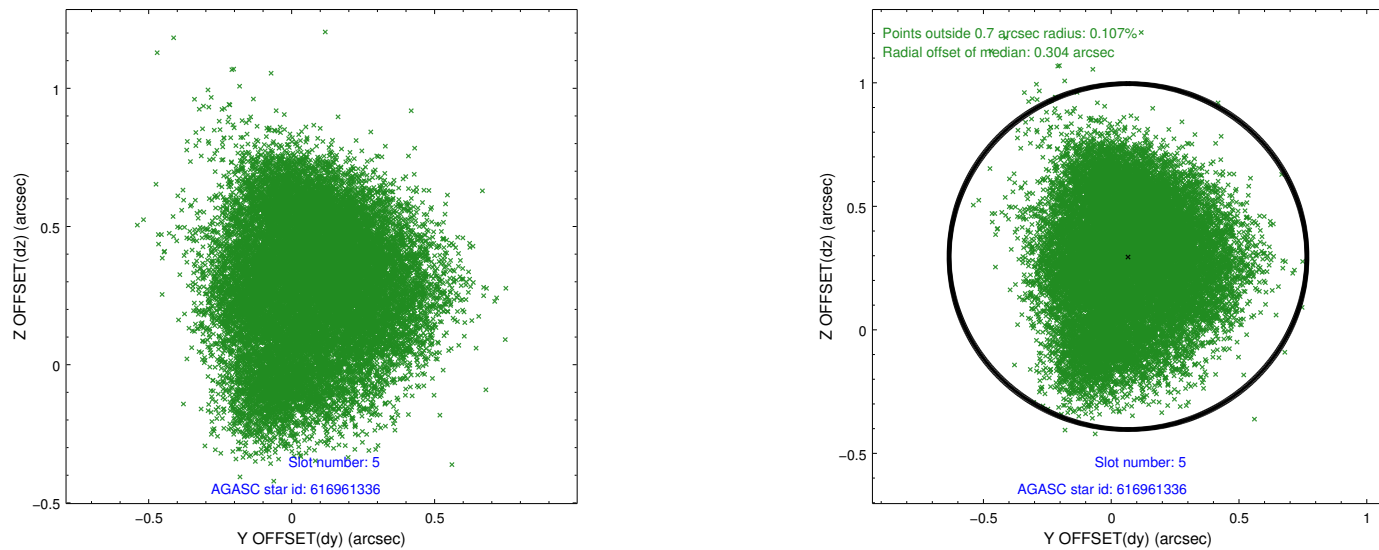 1
0.5
0
−0.5
−0.5
0
0.5
Z OFFSET(dz) (arcsec)
Y OFFSET(dy) (arcsec)
Slot number: 5
AGASC star id: 616961336
Points outside 0.7 arcsec radius: 0.107%
Radial offset of median: 0.304 arcsec
1
0.5
0
−0.5
−0.5
0
0.5
1
Z OFFSET(dz) (arcsec)
Y OFFSET(dy) (arcsec)
Slot number: 5
AGASC star id: 616961336